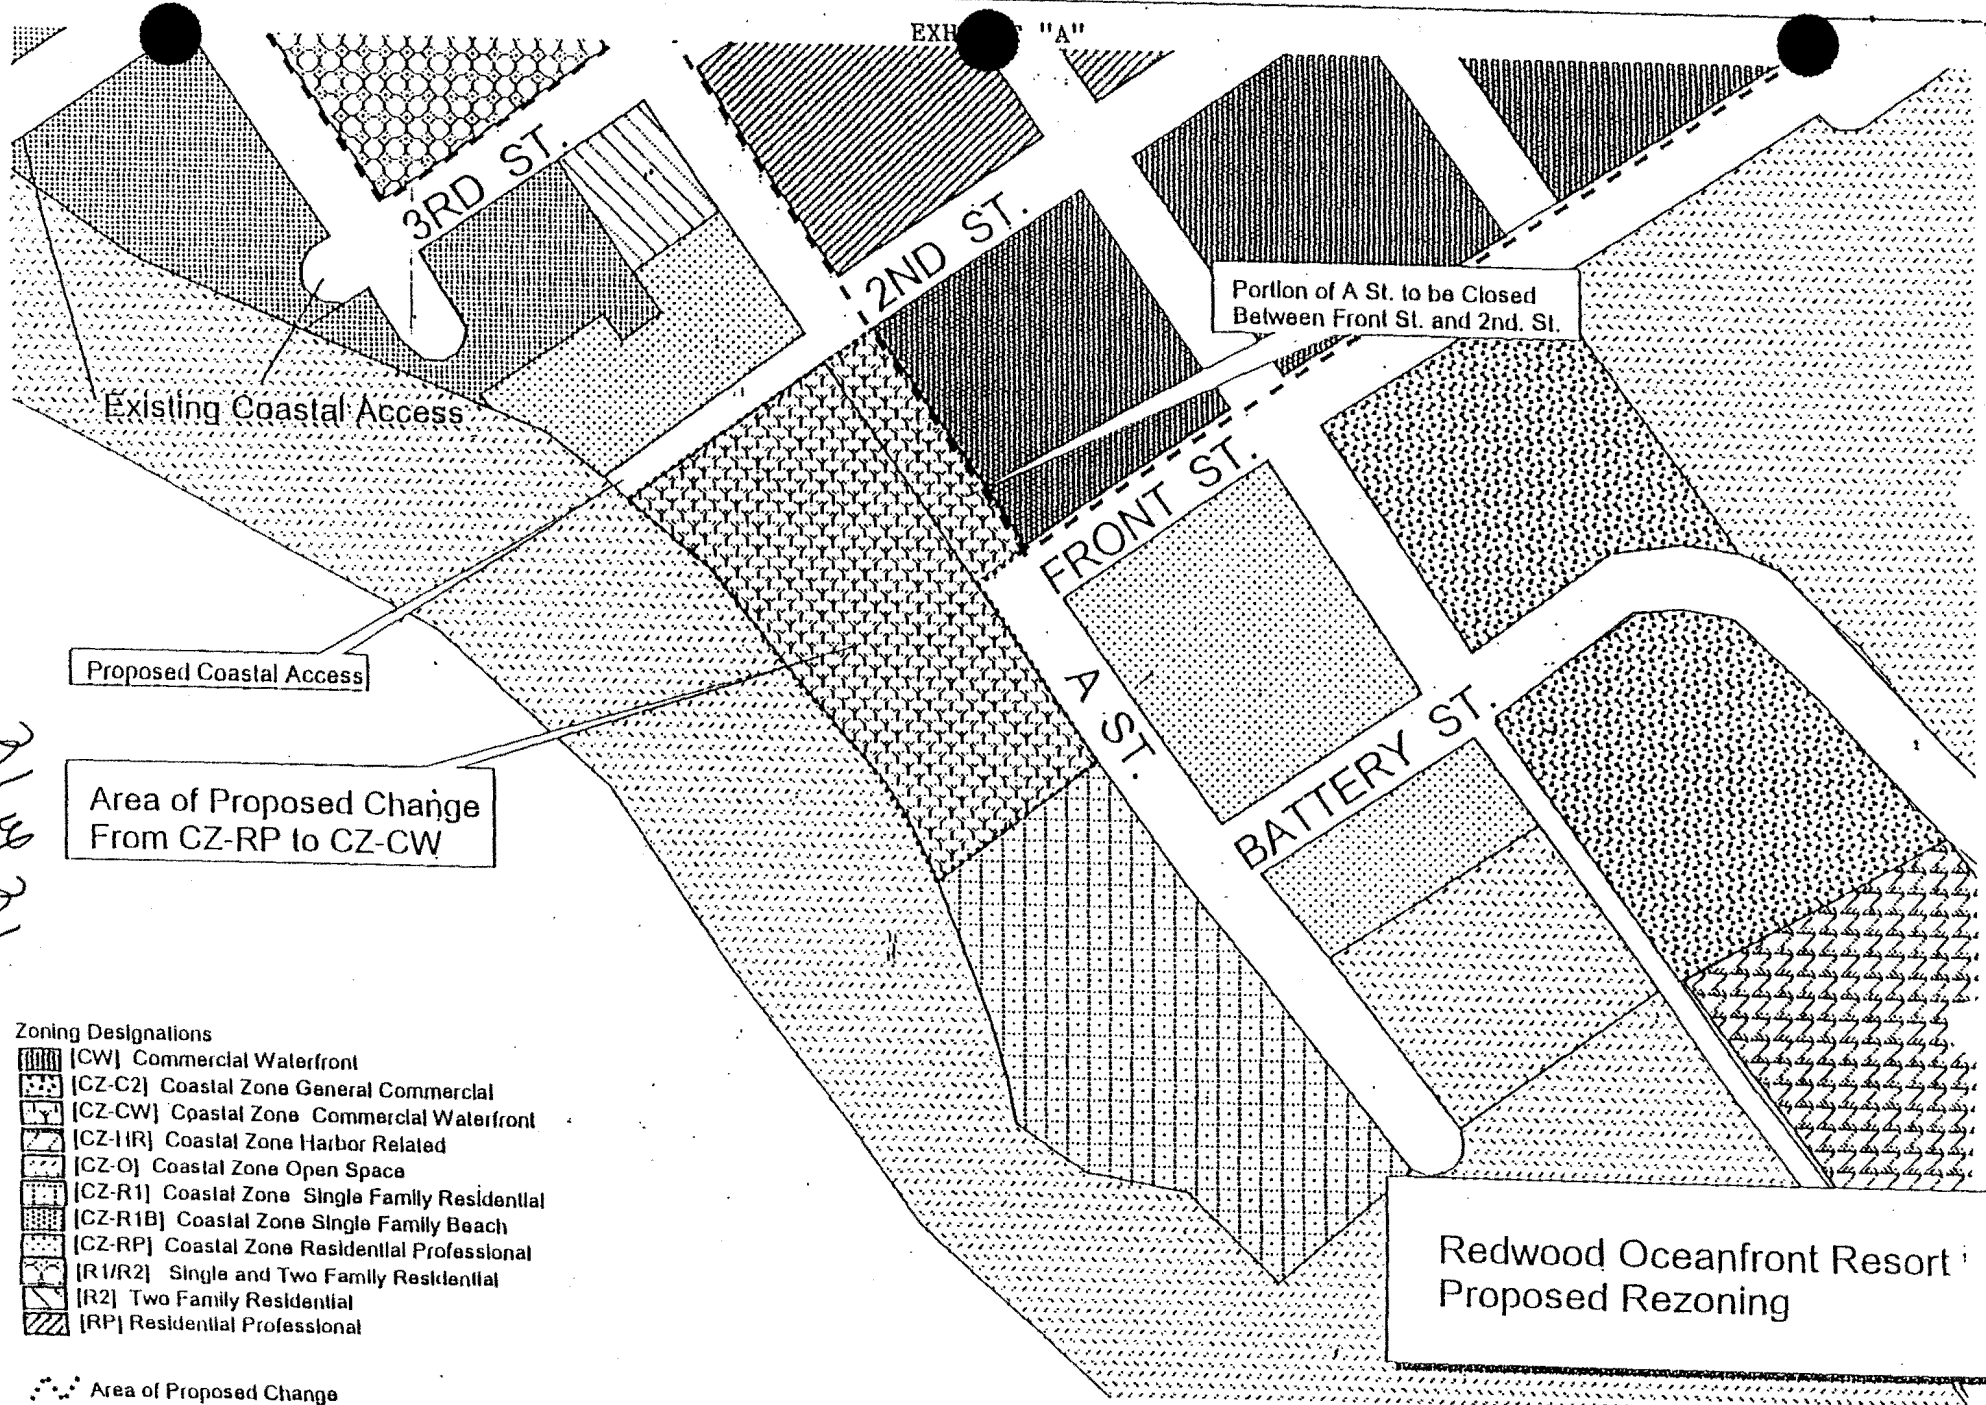 EXH "A"
3RD ST.
2ND ST.
Portion of A St. to be Closed
Between Front St. and 2nd. St.
Existing Coastal Access
FRONT ST.
Proposed Coastal Access
A ST.
BATTERY ST.
Area of Proposed Change
From CZ-RP to CZ-CW
Zoning Designations
[CW] Commercial Waterfront
[CZ-C2] Coastal Zone General Commercial
[CZ-CW] Coastal Zone Commercial Waterfront
[CZ-HR] Coastal Zone Harbor Related
[CZ-O] Coastal Zone Open Space
[CZ-R1] Coastal Zone Single Family Residential
[CZ-R1B] Coastal Zone Single Family Beach
[CZ-RP] Coastal Zone Residential Professional
[R1/R2] Single and Two Family Residential
[R2] Two Family Residential
[RP] Residential Professional
Area of Proposed Change
Redwood Oceanfront Resort
Proposed Rezoning